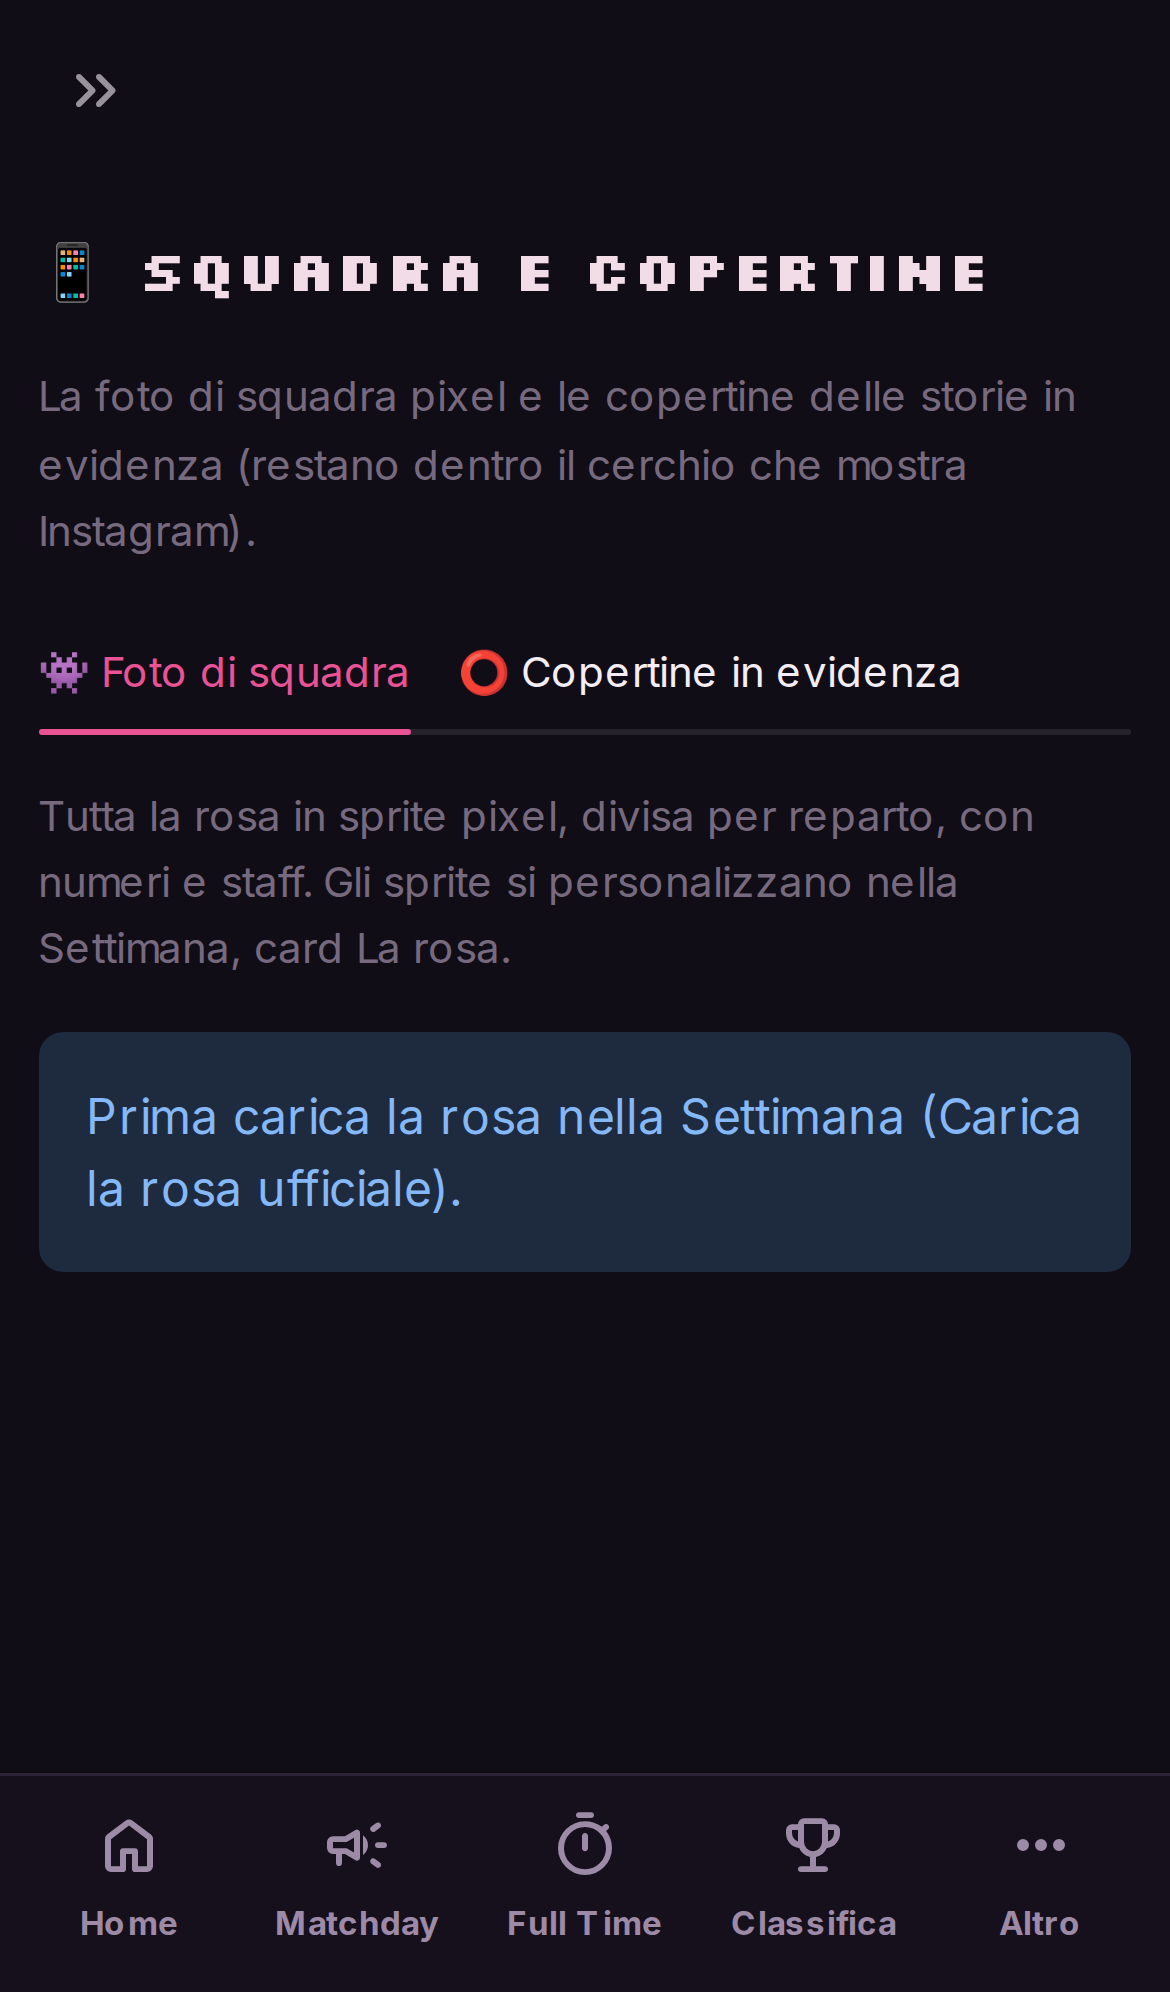 SQUADRA E COPERTINE
La foto di squadra pixel e le copertine delle storie in
evidenza (restano dentro il cerchio che mostra
Instagram).
Foto di squadra
Copertine in evidenza
Tutta la rosa in sprite pixel, divisa per reparto, con
numeri e staff. Gli sprite si personalizzano nella
Settimana, card La rosa.
Prima carica la rosa nella Settimana (Carica
la rosa ufficiale).
Home
Matchday
Full Time
Classifica
Altro